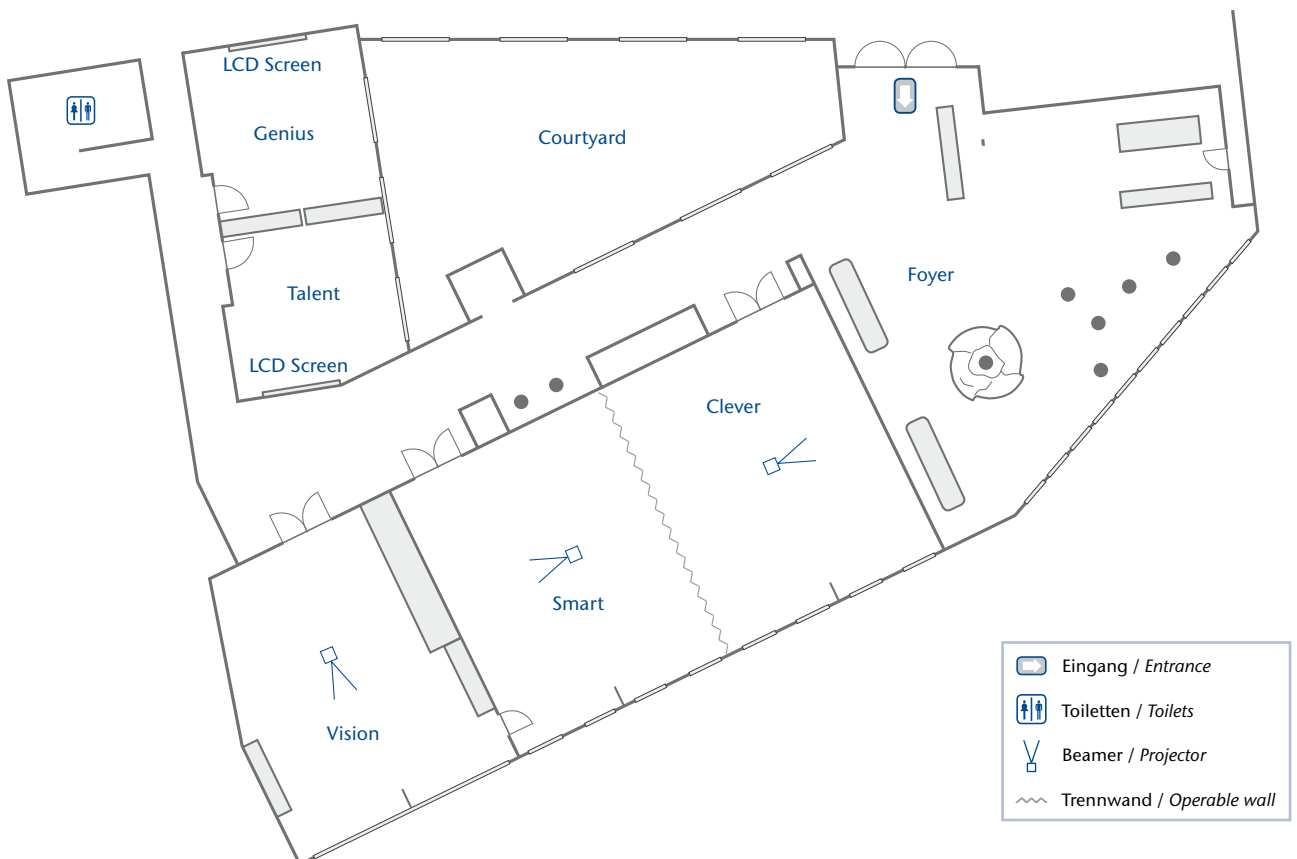 LCD Screen
Genius
Courtyard
Talent
Foyer
LCD Screen
Clever
Smart
Vision
Eingang / Entrance
Toiletten / Toilets
Beamer / Projector
Trennwand / Operable wall